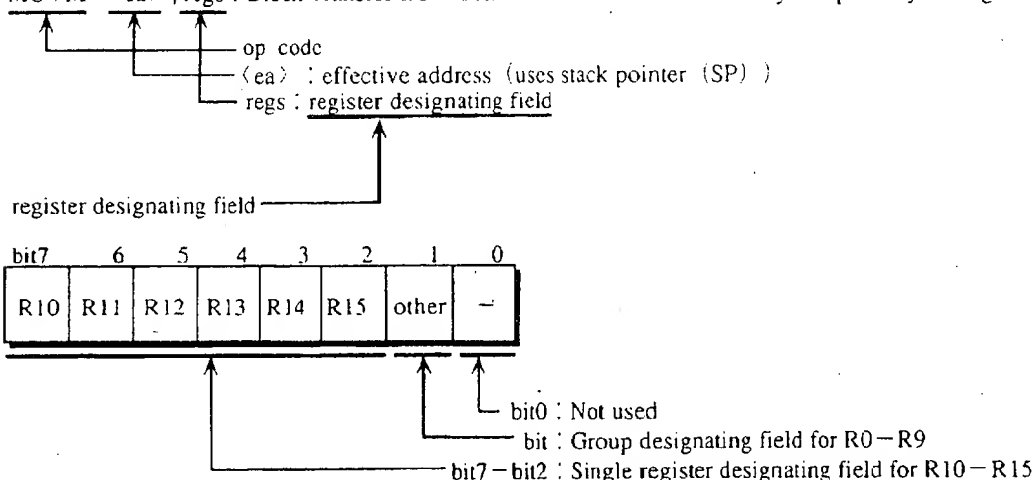 op code
〈ea〉 : effective address (uses stack pointer (SP) )
regs : register designating field
register designating field
bit7 6 5 4 3 2 1 0
R10 R11 R12 R13 R14 R15 other −
bit0 : Not used
bit : Group designating field for R0−R9
bit7−bit2 : Single register designating field for R10−R15